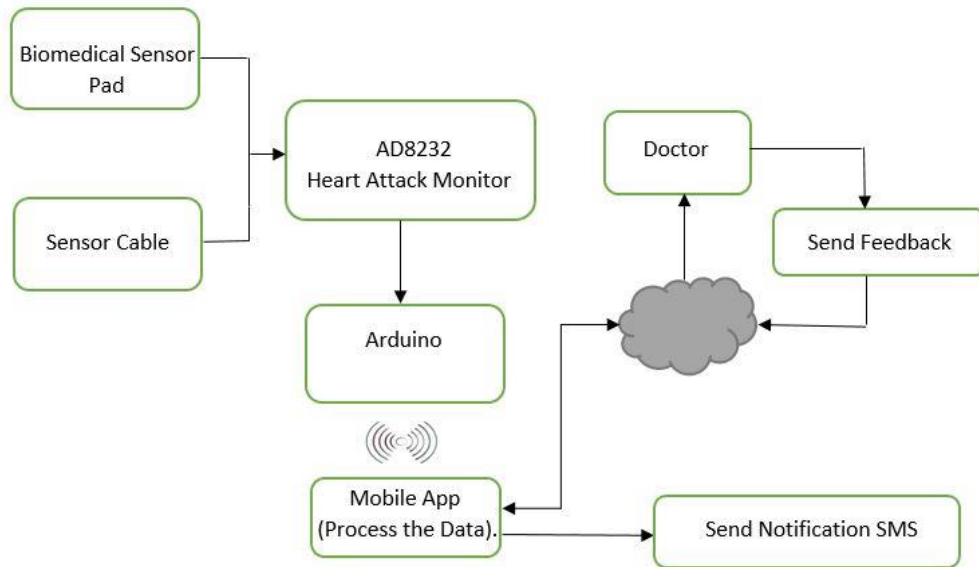 Biomedical Sensor
Pad
AD8232
Heart Attack Monitor
Sensor Cable
Arduino
Mobile App
(Process the Data).
Doctor
Send Feedback
Send Notification SMS